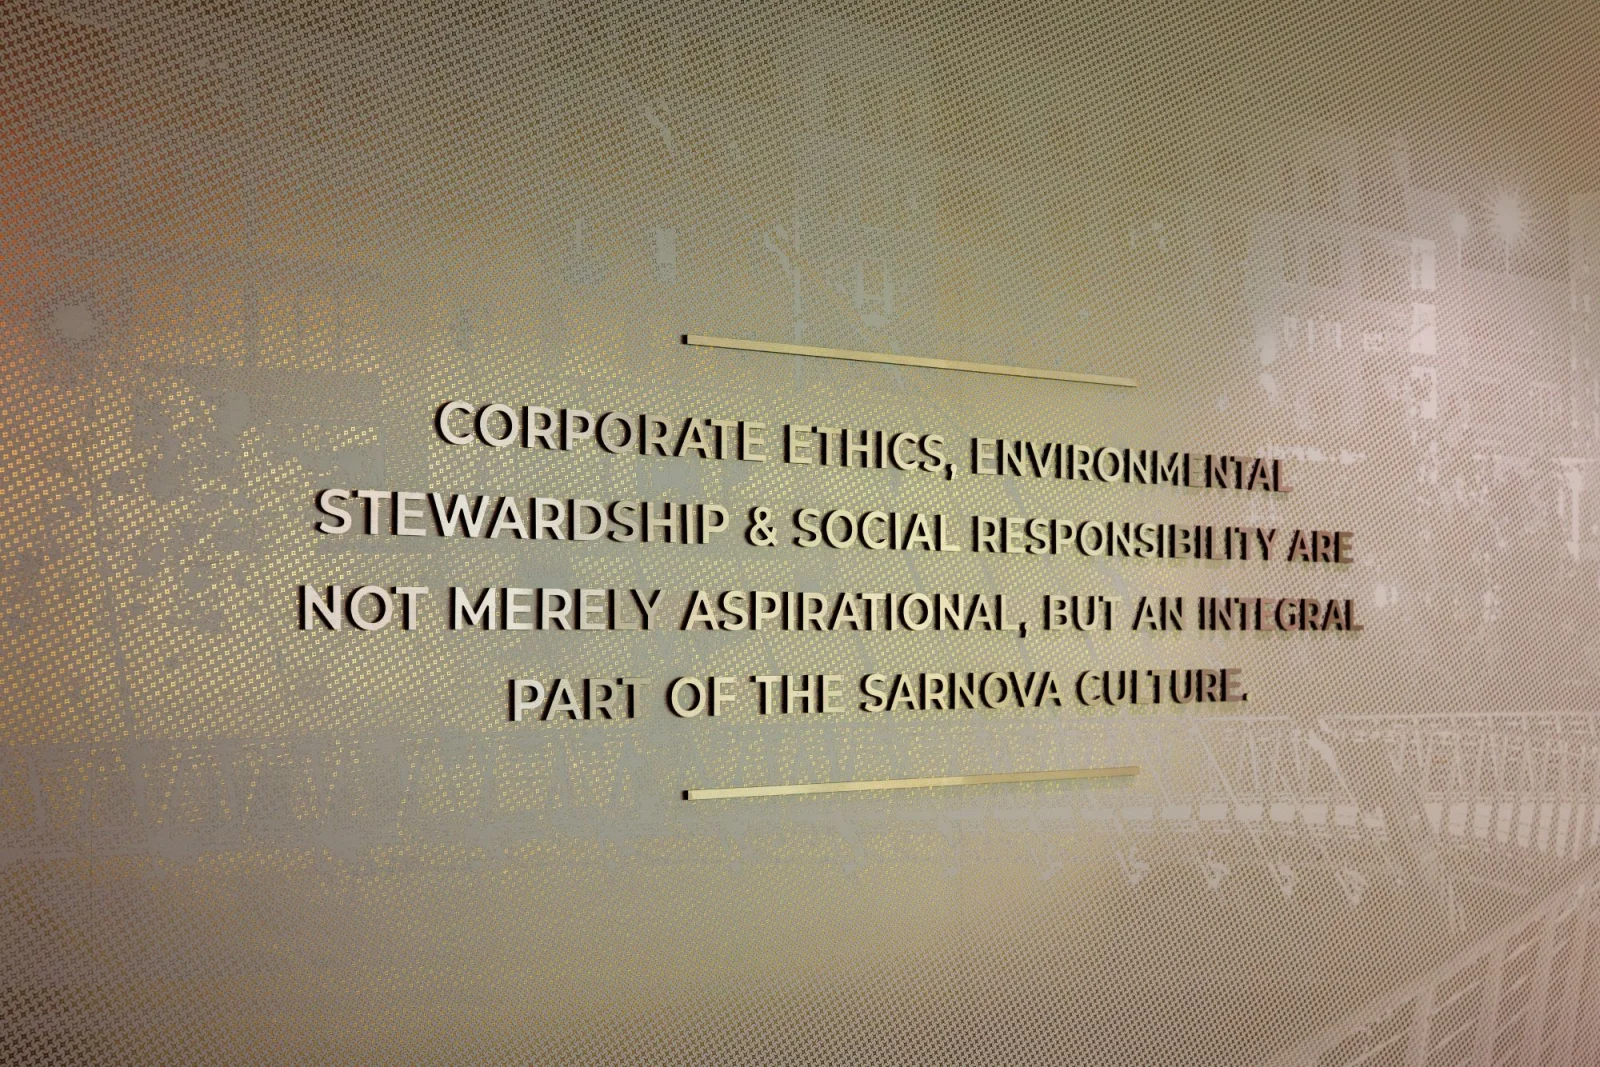 CORPORATE ETHICS, ENVIRONMENTAL
STEWARDSHIP & SOCIAL RESPONSIBILITY ARE
NOT MERELY ASPIRATIONAL, BUT AN INTEGRAL
PART OF THE SARNOVA CULTURE.